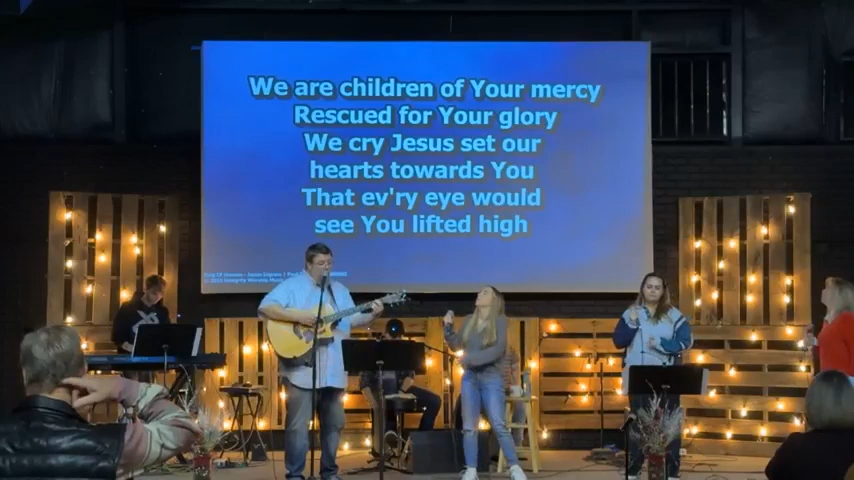 We are children of Your mercy
Rescued for Your glory
We cry Jesus set our
hearts towards You
That ev'ry eye would
see You lifted high